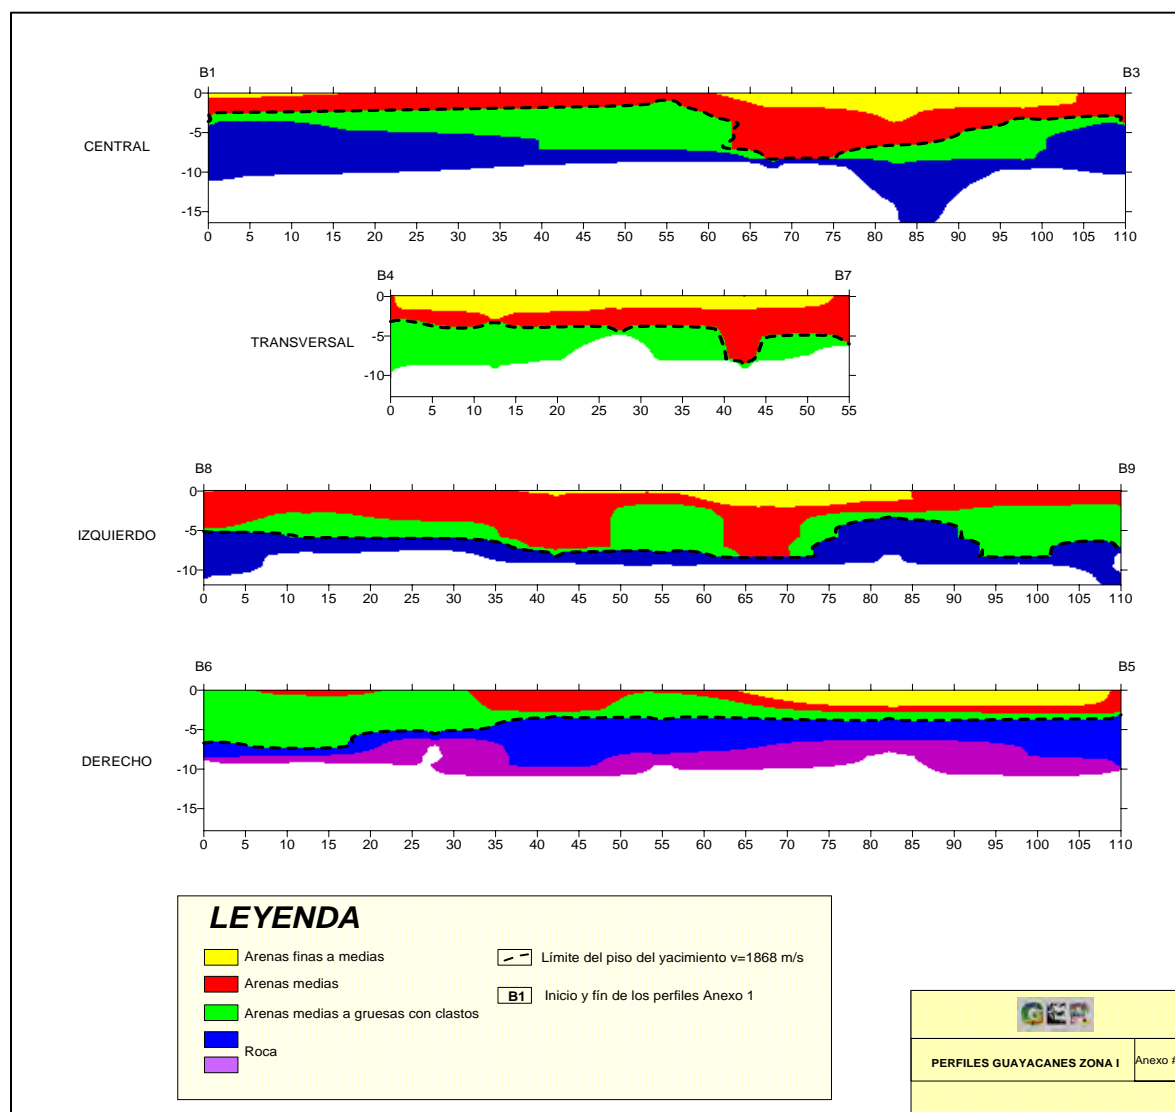 B1 B3
CENTRAL
0
-5
-10
-15
0 5 10 15 20 25 30 35 40 45 50 55 60 65 70 75 80 85 90 95 100 105 110
B4 B7
TRANSVERSAL
0
-5
-10
0 5 10 15 20 25 30 35 40 45 50 55
B8 B9
IZQUIERDO
0
-5
-10
0 5 10 15 20 25 30 35 40 45 50 55 60 65 70 75 80 85 90 95 100 105 110
B6 B5
DERECHO
0
-5
-10
-15
0 5 10 15 20 25 30 35 40 45 50 55 60 65 70 75 80 85 90 95 100 105 110
LEYENDA
Arenas finas a medias
Arenas medias
Arenas medias a gruesas con clastos
Roca
Límite del piso del yacimiento v=1868 m/s
B1 Inicio y fín de los perfiles Anexo 1
GER
PERFILES GUAYACANES ZONA I
Anexo #